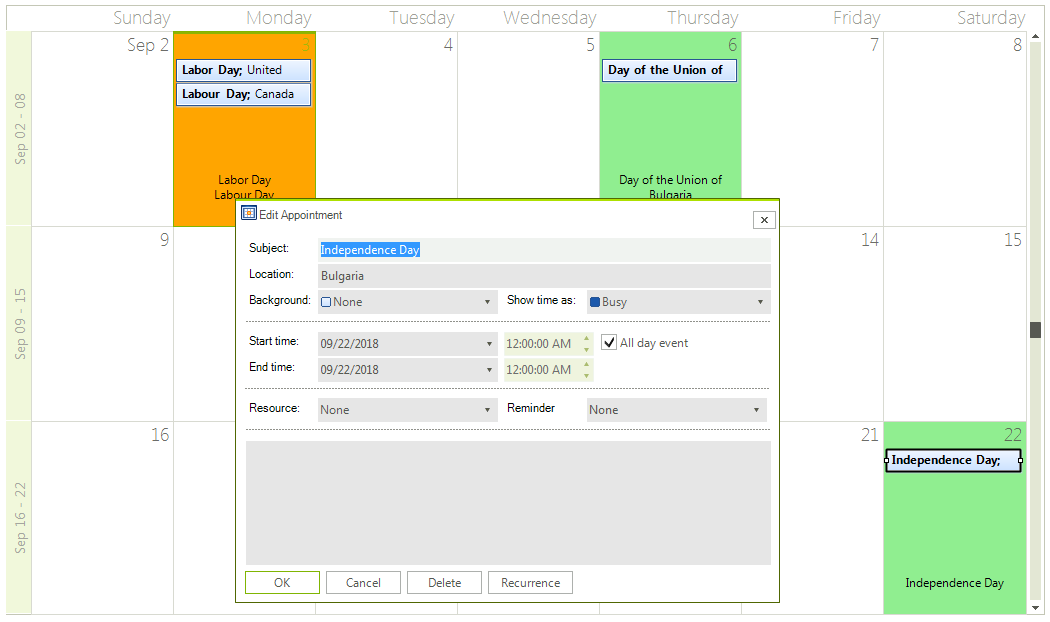 Sunday Monday Tuesday Wednesday Thursday Friday Saturday
Sep 02 - 08
Sep 2 3 4 5 6 7 8
Labor Day; United
Labour Day; Canada
Day of the Union of
Labor Day
Labour Day
Day of the Union of
Bulgaria
Sep 09 - 15
9 14 15
Sep 16 - 22
16 21 22
Independence Day;
Independence Day
Edit Appointment
Subject: Independence Day
Location: Bulgaria
Background: None Show time as: Busy
Start time: 09/22/2018 12:00:00 AM All day event
End time: 09/22/2018 12:00:00 AM
Resource: None Reminder None
OK Cancel Delete Recurrence